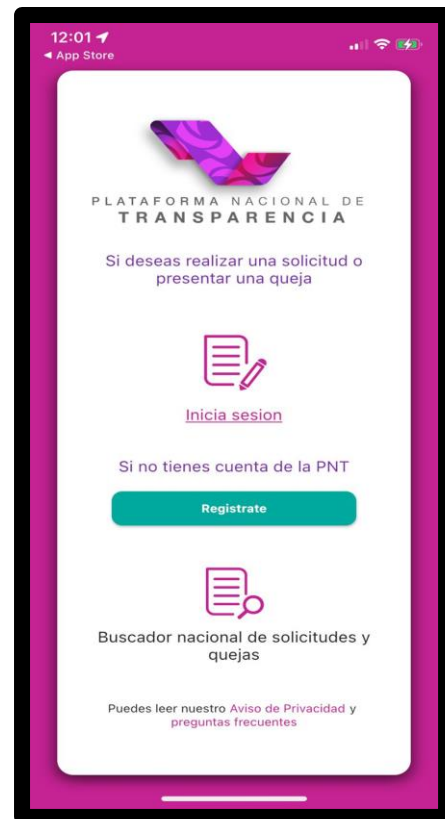 12:01
◀ App Store
PLATAFORMA NACIONAL DE
TRANSPARENCIA
Si deseas realizar una solicitud o
presentar una queja
Inicia sesion
Si no tienes cuenta de la PNT
Registrate
Buscador nacional de solicitudes y
quejas
Puedes leer nuestro Aviso de Privacidad y
preguntas frecuentes